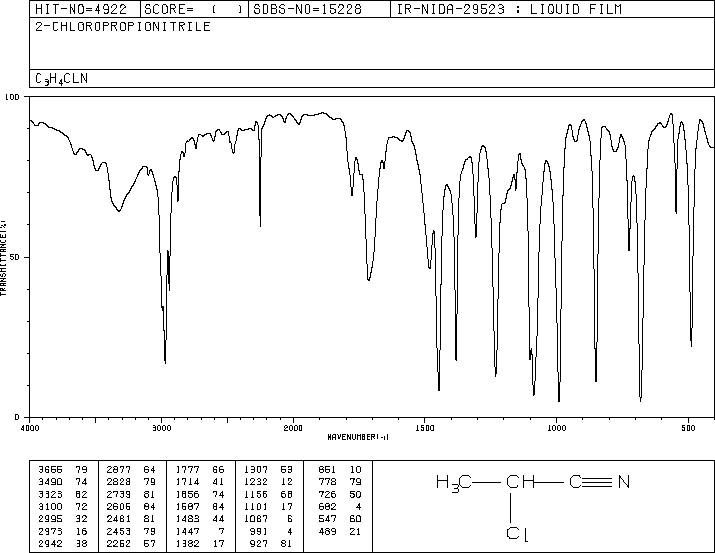 HIT-NO=4922 SCORE= ( ) SDBS-NO=15228 IR-NIDA-29523 : LIQUID FILM
2-CHLOROPROPIONITRILE
C3H4CLN
100
50
0
TRANSMITTANCE(%)
4000 3000 2000 1500 1000 500
WAVENUMBER(-1)
3655 79 2877 64 1777 66 1307 53 851 10
3490 74 2828 79 1714 41 1232 12 778 79
3323 62 2739 81 1656 74 1156 68 726 50
3100 72 2605 84 1587 84 1101 17 682 4
2995 32 2461 81 1483 44 1087 6 547 60
2973 16 2453 79 1447 7 991 4 489 21
2942 38 2252 57 1382 17 927 81
H3C CH C N
Cl